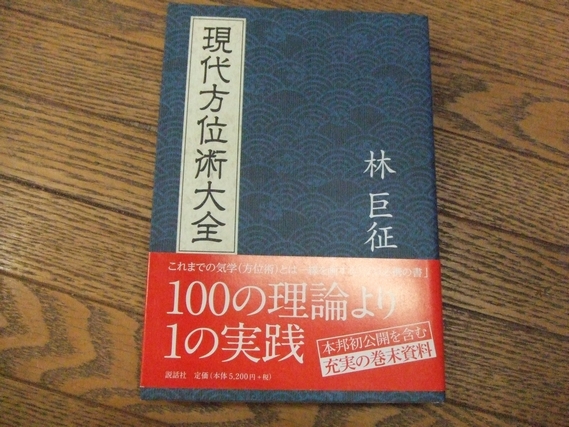 現代方位術大全
林巨征
これまでの気学(方位術)とは一線を
の書」
100の理論より
1の実践
本邦初公開を含む
充実の巻末資料
説話社 定価(本体5,200円+税)